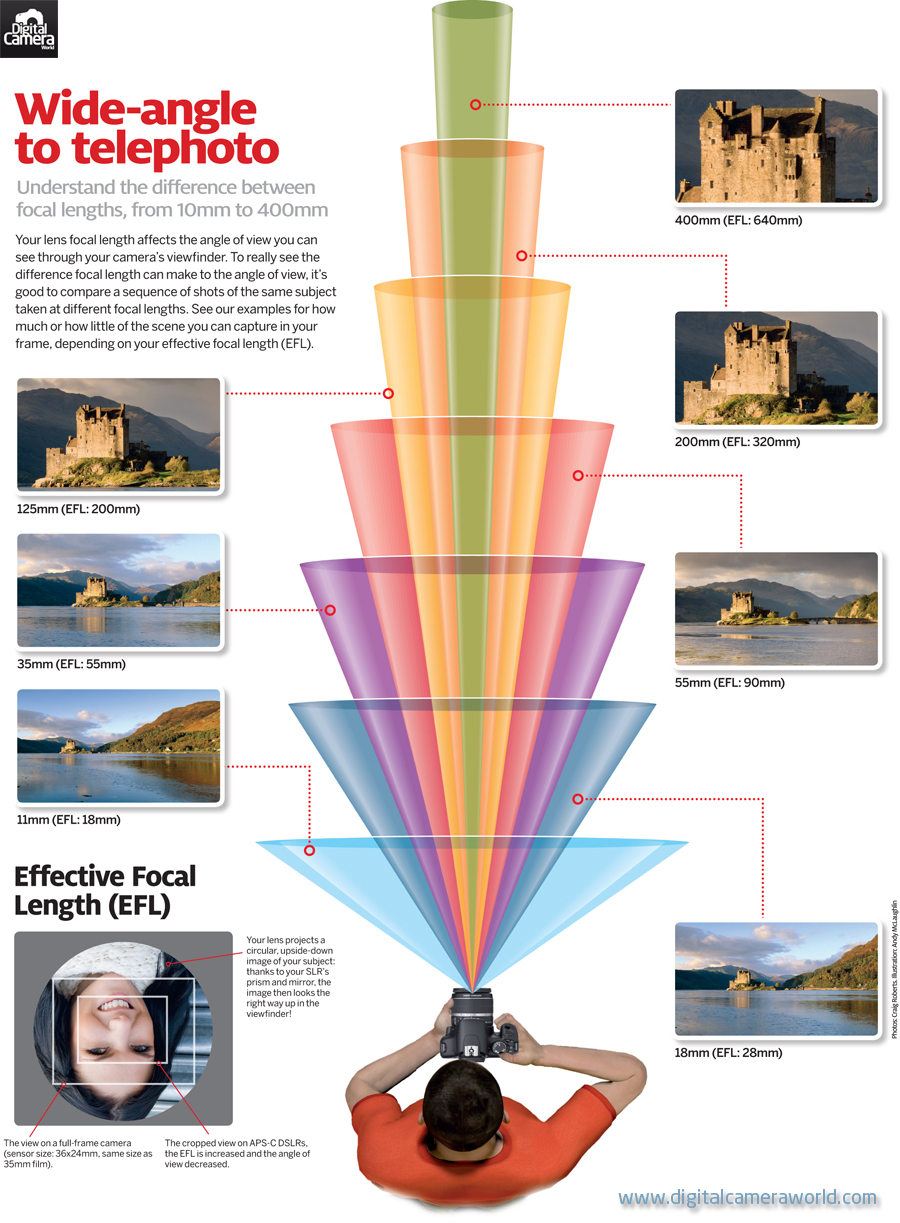 Digital
Camera
World
Wide-angle
to telephoto
Understand the difference between
focal lengths, from 10mm to 400mm
Your lens focal length affects the angle of view you can
see through your camera's viewfinder. To really see the
difference focal length can make to the angle of view, it's
good to compare a sequence of shots of the same subject
taken at different focal lengths. See our examples for how
much or how little of the scene you can capture in your
frame, depending on your effective focal length (EFL).
400mm (EFL: 640mm)
200mm (EFL: 320mm)
125mm (EFL: 200mm)
35mm (EFL: 55mm)
55mm (EFL: 90mm)
11mm (EFL: 18mm)
18mm (EFL: 28mm)
Effective Focal
Length (EFL)
Your lens projects a
circular, upside-down
image of your subject:
thanks to your SLR's
prism and mirror, the
image then looks the
right way up in the
viewfinder!
The view on a full-frame camera
(sensor size: 36x24mm, same size as
35mm film).
The cropped view on APS-C DSLRs,
the EFL is increased and the angle of
view decreased.
Photos: Craig Roberts. Illustration: Andy McLaughlin
www.digitalcameraworld.com